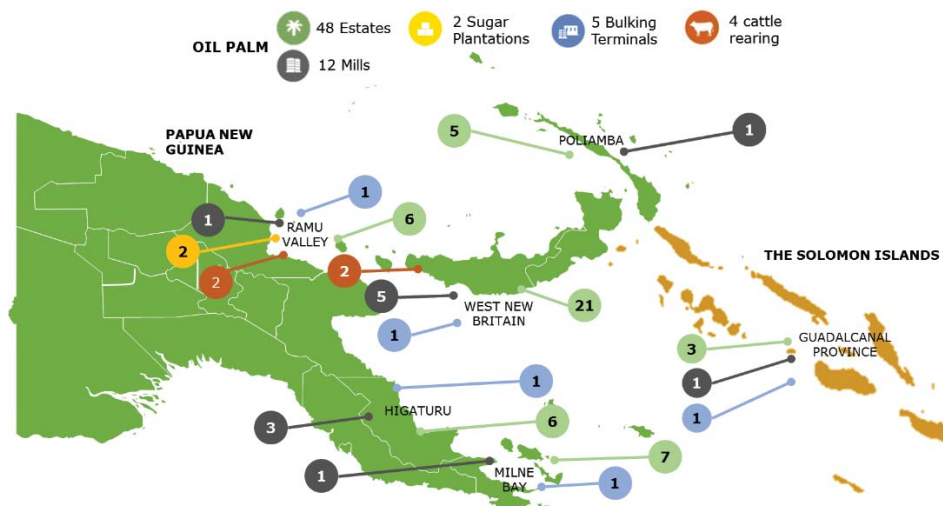 OIL PALM
48 Estates
12 Mills
2 Sugar
Plantations
5 Bulking
Terminals
4 cattle
rearing
PAPUA NEW
GUINEA
5
POLIAMBA
1
1
1
RAMU
VALLEY
6
2
2
2
5
WEST NEW
BRITAIN
21
1
THE SOLOMON ISLANDS
GUADALCANAL
PROVINCE
3
1
1
1
HIGATURU
3
6
7
1
MILNE
BAY
1